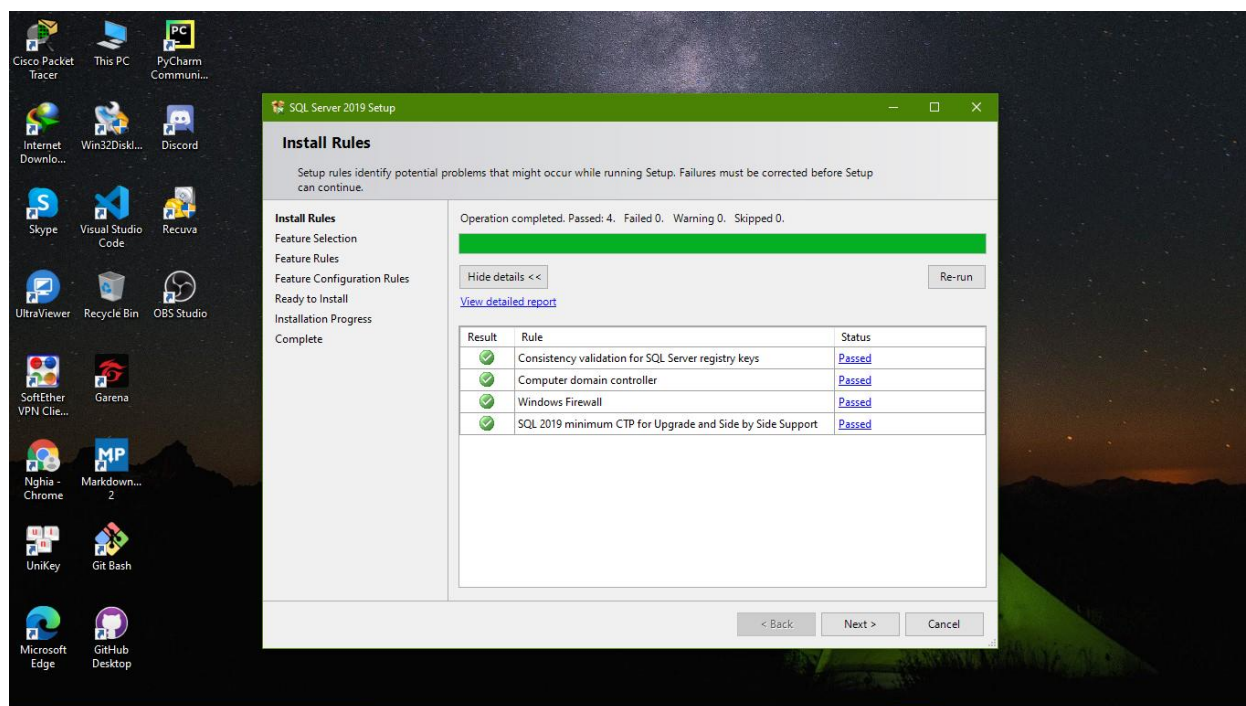 Cisco Packet
Tracer
This PC
PC
PyCharm
Communi...
Internet
Downlo...
Win32DiskI...
Discord
S
Skype
Visual Studio
Code
Recuva
UltraViewer
Recycle Bin
OBS Studio
SoftEther
VPN Clie...
Garena
Nghia -
Chrome
MP
Markdown...
2
UniKey
Git Bash
Microsoft
Edge
GitHub
Desktop
SQL Server 2019 Setup
Install Rules
Setup rules identify potential problems that might occur while running Setup. Failures must be corrected before Setup
can continue.
Install Rules
Feature Selection
Feature Rules
Feature Configuration Rules
Ready to Install
Installation Progress
Complete
Operation completed. Passed: 4.   Failed 0.   Warning 0.   Skipped 0.
Hide details <<
Re-run
View detailed report
Result Rule Status
Consistency validation for SQL Server registry keys Passed
Computer domain controller Passed
Windows Firewall Passed
SQL 2019 minimum CTP for Upgrade and Side by Side Support Passed
< Back
Next >
Cancel